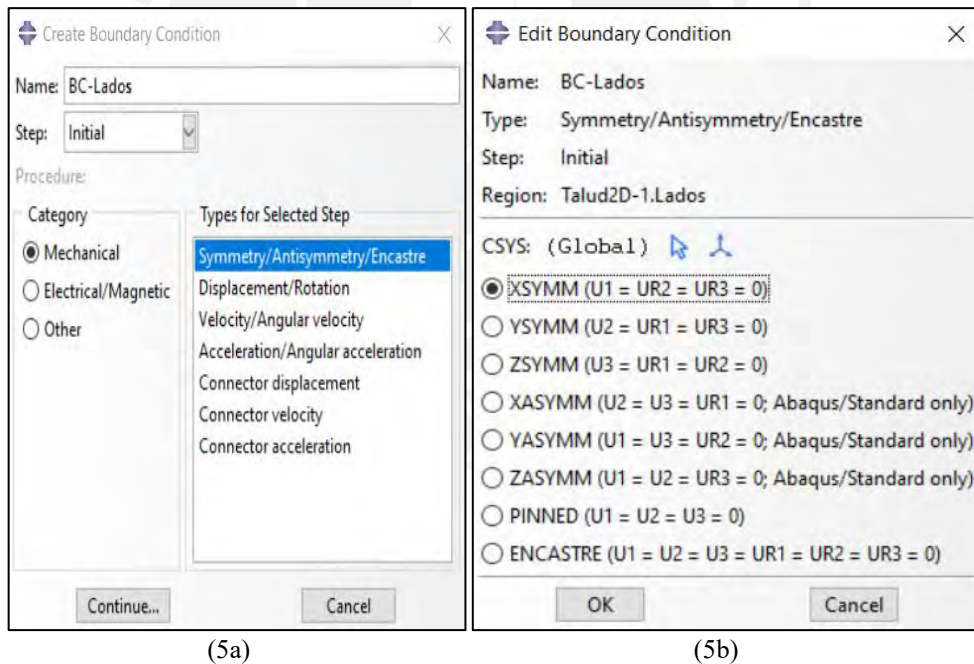 Create Boundary Condition
Name: BC-Lados
Step: Initial
Procedure:
Category
Mechanical
Electrical/Magnetic
Other
Types for Selected Step
Symmetry/Antisymmetry/Encastre
Displacement/Rotation
Velocity/Angular velocity
Acceleration/Angular acceleration
Connector displacement
Connector velocity
Connector acceleration
Continue...
Cancel
(5a)
Edit Boundary Condition
Name: BC-Lados
Type: Symmetry/Antisymmetry/Encastre
Step: Initial
Region: Talud2D-1.Lados
CSYS: (Global)
XSYMM (U1 = UR2 = UR3 = 0)
YSYMM (U2 = UR1 = UR3 = 0)
ZSYMM (U3 = UR1 = UR2 = 0)
XASYMM (U2 = U3 = UR1 = 0; Abaqus/Standard only)
YASYMM (U1 = U3 = UR2 = 0; Abaqus/Standard only)
ZASYMM (U1 = U2 = UR3 = 0; Abaqus/Standard only)
PINNED (U1 = U2 = U3 = 0)
ENCASTRE (U1 = U2 = U3 = UR1 = UR2 = UR3 = 0)
OK
Cancel
(5b)